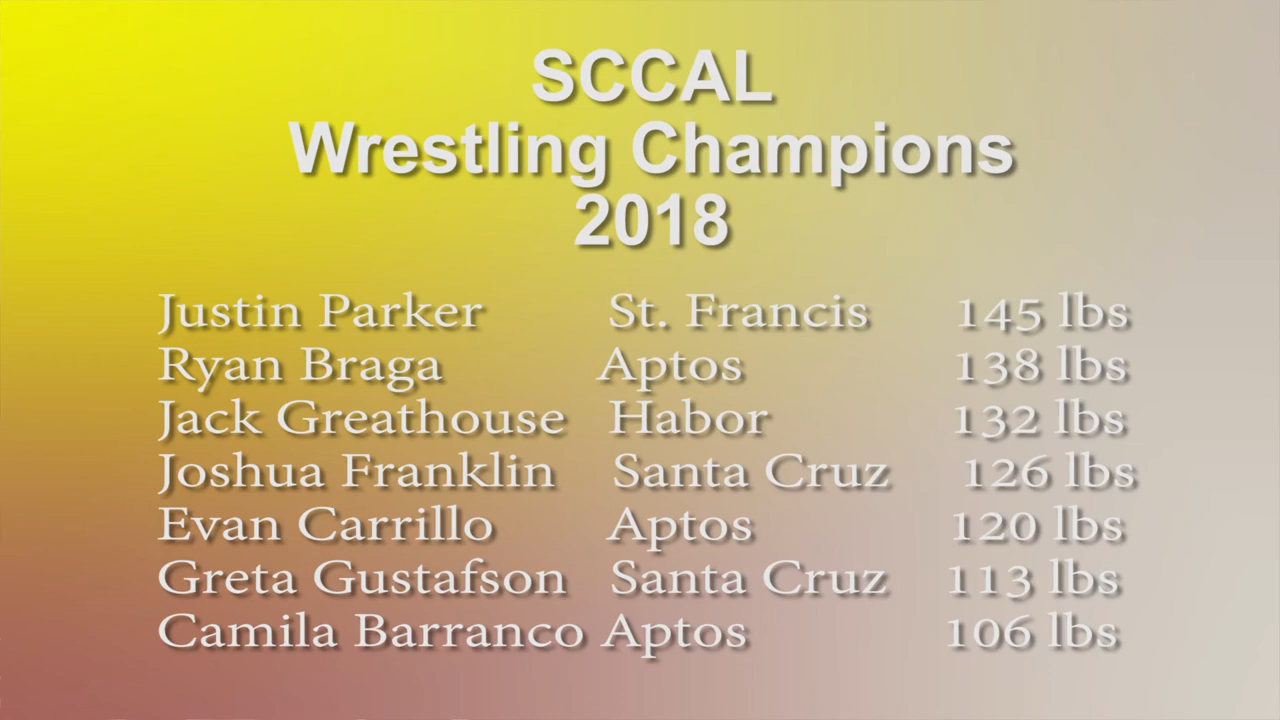 SCCAL
Wrestling Champions
2018
Justin Parker St. Francis 145 lbs
Ryan Braga Aptos 138 lbs
Jack Greathouse Habor 132 lbs
Joshua Franklin Santa Cruz 126 lbs
Evan Carrillo Aptos 120 lbs
Greta Gustafson Santa Cruz 113 lbs
Camila Barranco Aptos 106 lbs